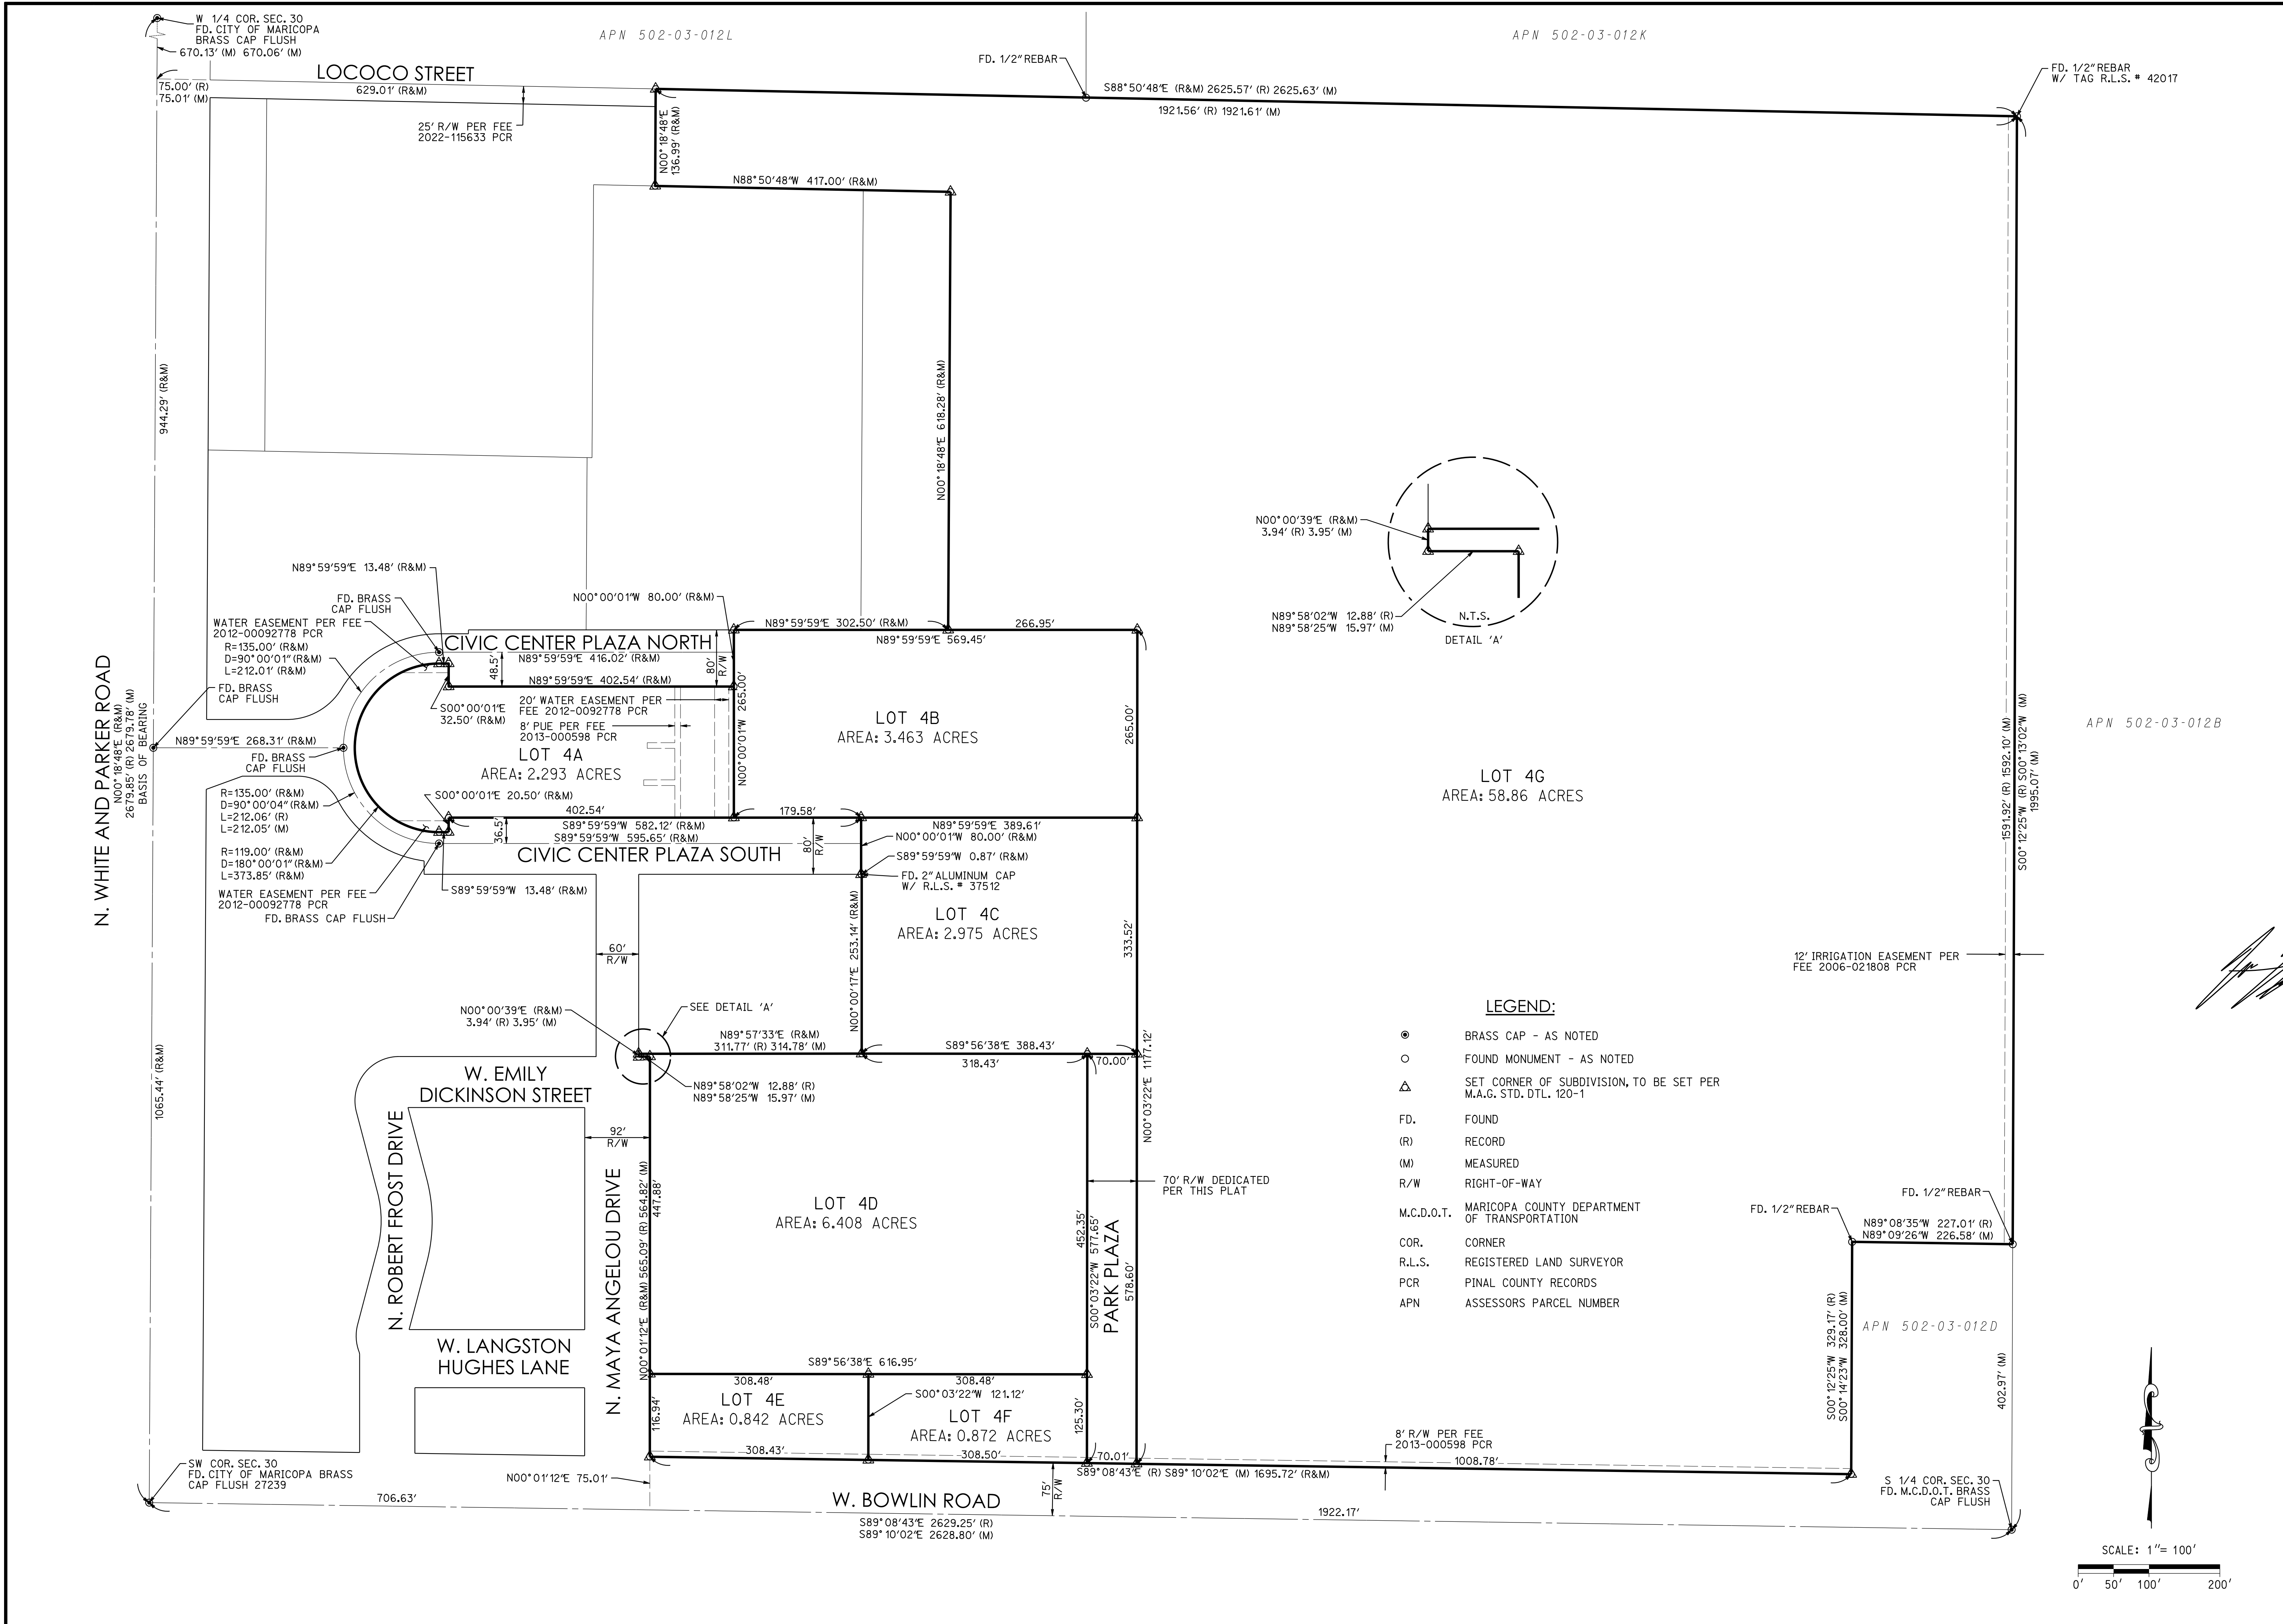 W 1/4 COR. SEC. 30
FD. CITY OF MARICOPA
BRASS CAP FLUSH
670.13' (M) 670.06' (M)
APN 502-03-012L
APN 502-03-012K
FD. 1/2" REBAR
FD. 1/2" REBAR
W/ TAG R.L.S. # 42017
LOCOCO STREET
75.00' (R)
75.01' (M)
629.01' (R&M)
S88°50'48"E (R&M) 2625.57' (R) 2625.63' (M)
1921.56' (R) 1921.61' (M)
25' R/W PER FEE
2022-115633 PCR
N00°18'48"E
136.99' (R&M)
N88°50'48"W 417.00' (R&M)
944.29' (R&M)
N00°18'48"E 618.28' (R&M)
N00°00'39"E (R&M)
3.94' (R) 3.95' (M)
N89°58'02"W 12.88' (R)
N89°58'25"W 15.97' (M)
N.T.S.
DETAIL 'A'
N89°59'59"E 13.48' (R&M)
FD. BRASS
CAP FLUSH
N00°00'01"W 80.00' (R&M)
WATER EASEMENT PER FEE
2012-00092778 PCR
R=135.00' (R&M)
D=90°00'01" (R&M)
L=212.01' (R&M)
FD. BRASS
CAP FLUSH
CIVIC CENTER PLAZA NORTH
N89°59'59"E 302.50' (R&M)
266.95'
N89°59'59"E 569.45'
48.5'
N89°59'59"E 416.02' (R&M)
80'
R/W
N89°59'59"E 402.54' (R&M)
S00°00'01"E
32.50' (R&M)
20' WATER EASEMENT PER
FEE 2012-0092778 PCR
8' PUE PER FEE
2013-000598 PCR
N00°00'01"W 265.00'
N. WHITE AND PARKER ROAD
N00°18'48"E (R&M)
2679.85' (R) 2679.78' (M)
BASIS OF BEARING
N89°59'59"E 268.31' (R&M)
FD. BRASS
CAP FLUSH
LOT 4A
AREA: 2.293 ACRES
LOT 4B
AREA: 3.463 ACRES
265.00'
LOT 4G
AREA: 58.86 ACRES
1591.92' (R) 1592.10' (M)
S00°12'25"W (R) S00°13'02"W (M)
1995.07' (M)
APN 502-03-012B
R=135.00' (R&M)
D=90°00'04" (R&M)
L=212.06' (R)
L=212.05' (M)
S00°00'01"E 20.50' (R&M)
402.54'
179.58'
36.5'
S89°59'59"W 582.12' (R&M)
S89°59'59"W 595.65' (R&M)
80'
R/W
N89°59'59"E 389.61'
N00°00'01"W 80.00' (R&M)
S89°59'59"W 0.87' (R&M)
CIVIC CENTER PLAZA SOUTH
R=119.00' (R&M)
D=180°00'01" (R&M)
L=373.85' (R&M)
WATER EASEMENT PER FEE
2012-00092778 PCR
S89°59'59"W 13.48' (R&M)
FD. BRASS CAP FLUSH
FD. 2" ALUMINUM CAP
W/ R.L.S. # 37512
LOT 4C
AREA: 2.975 ACRES
N00°00'17"E 253.14' (R&M)
333.52'
60'
R/W
12' IRRIGATION EASEMENT PER
FEE 2006-021808 PCR
N00°00'39"E (R&M)
3.94' (R) 3.95' (M)
SEE DETAIL 'A'
N89°57'33"E (R&M)
311.77' (R) 314.78' (M)
S89°56'38"E 388.43'
318.43'
70.00'
N89°58'02"W 12.88' (R)
N89°58'25"W 15.97' (M)
N00°03'22"E 1177.12'
1065.44' (R&M)
W. EMILY
DICKINSON STREET
N. ROBERT FROST DRIVE
92'
R/W
N. MAYA ANGELOU DRIVE
N00°01'12"E (R&M) 565.09' (R) 564.82' (M)
447.88'
LOT 4D
AREA: 6.408 ACRES
452.35'
S00°03'22"W 577.65'
PARK PLAZA
578.60'
70' R/W DEDICATED
PER THIS PLAT
LEGEND:
BRASS CAP - AS NOTED
FOUND MONUMENT - AS NOTED
SET CORNER OF SUBDIVISION, TO BE SET PER
M.A.G. STD. DTL. 120-1
FD. FOUND
(R) RECORD
(M) MEASURED
R/W RIGHT-OF-WAY
M.C.D.O.T. MARICOPA COUNTY DEPARTMENT
OF TRANSPORTATION
COR. CORNER
R.L.S. REGISTERED LAND SURVEYOR
PCR PINAL COUNTY RECORDS
APN ASSESSORS PARCEL NUMBER
FD. 1/2" REBAR
FD. 1/2" REBAR
N89°08'35"W 227.01' (R)
N89°09'26"W 226.58' (M)
S00°12'25"W 329.17' (R)
S00°14'23"W 328.00' (M)
APN 502-03-012D
402.97' (M)
W. LANGSTON
HUGHES LANE
S89°56'38"E 616.95'
308.48'
308.48'
LOT 4E
AREA: 0.842 ACRES
116.94'
S00°03'22"W 121.12'
LOT 4F
AREA: 0.872 ACRES
125.30'
308.43'
308.50'
70.01'
8' R/W PER FEE
2013-000598 PCR
1008.78'
S89°08'43"E (R) S89°10'02"E (M) 1695.72' (R&M)
SW COR. SEC. 30
FD. CITY OF MARICOPA BRASS
CAP FLUSH 27239
N00°01'12"E 75.01'
706.63'
75'
R/W
W. BOWLIN ROAD
S89°08'43"E 2629.25' (R)
S89°10'02"E 2628.80' (M)
1922.17'
S 1/4 COR. SEC. 30
FD. M.C.D.O.T. BRASS
CAP FLUSH
SCALE: 1"= 100'
0' 50' 100' 200'